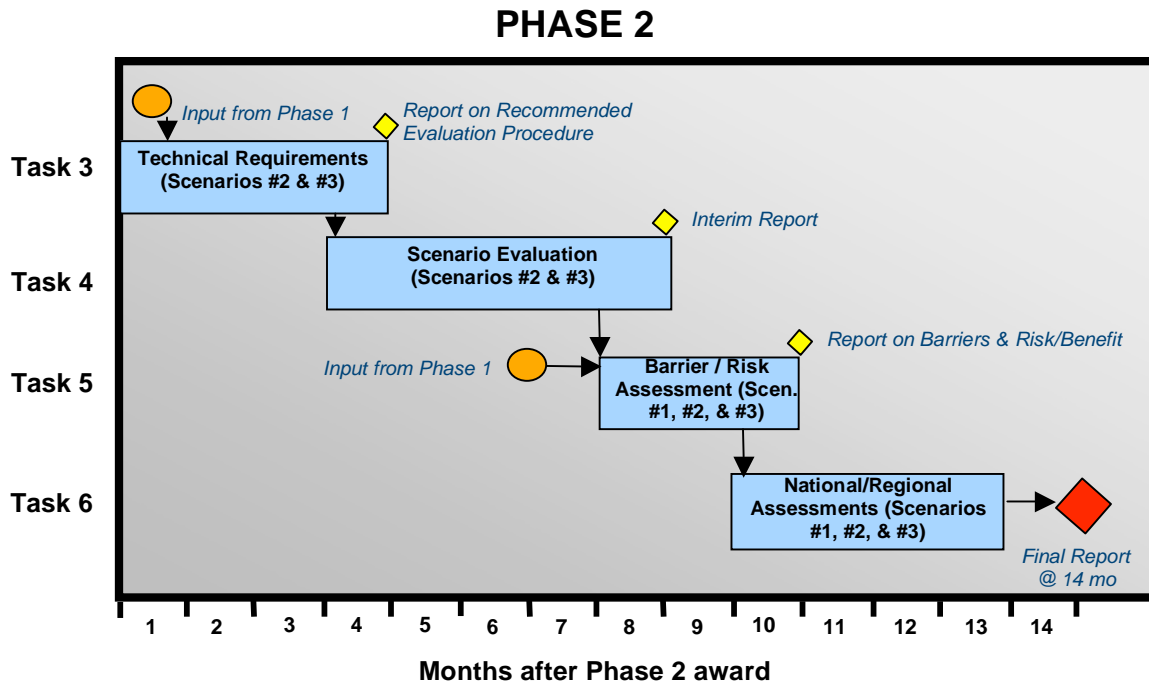 PHASE 2
Input from Phase 1
Report on Recommended
Evaluation Procedure
Task 3
Technical Requirements
(Scenarios #2 & #3)
Interim Report
Task 4
Scenario Evaluation
(Scenarios #2 & #3)
Report on Barriers & Risk/Benefit
Input from Phase 1
Task 5
Barrier / Risk
Assessment (Scen.
#1, #2, & #3)
Task 6
National/Regional
Assessments (Scenarios
#1, #2, & #3)
Final Report
@ 14 mo
1 2 3 4 5 6 7 8 9 10 11 12 13 14
Months after Phase 2 award